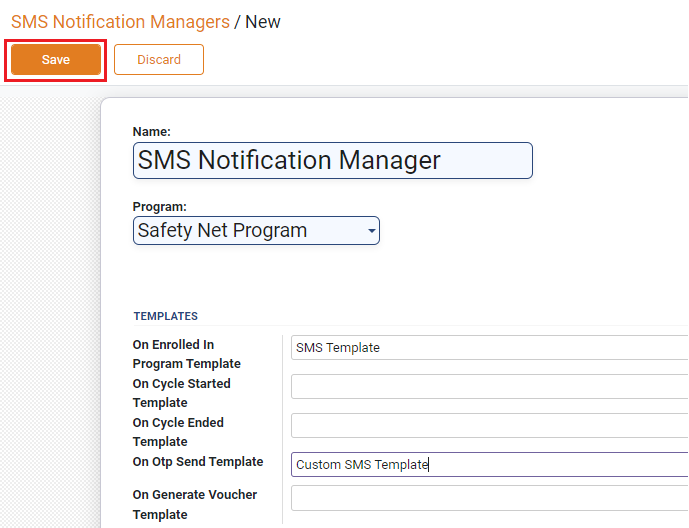 SMS Notification Managers / New
Save
Discard
Name:
SMS Notification Manager
Program:
Safety Net Program
TEMPLATES
On Enrolled In
Program Template
SMS Template
On Cycle Started
Template
On Cycle Ended
Template
On Otp Send Template
Custom SMS Template
On Generate Voucher
Template